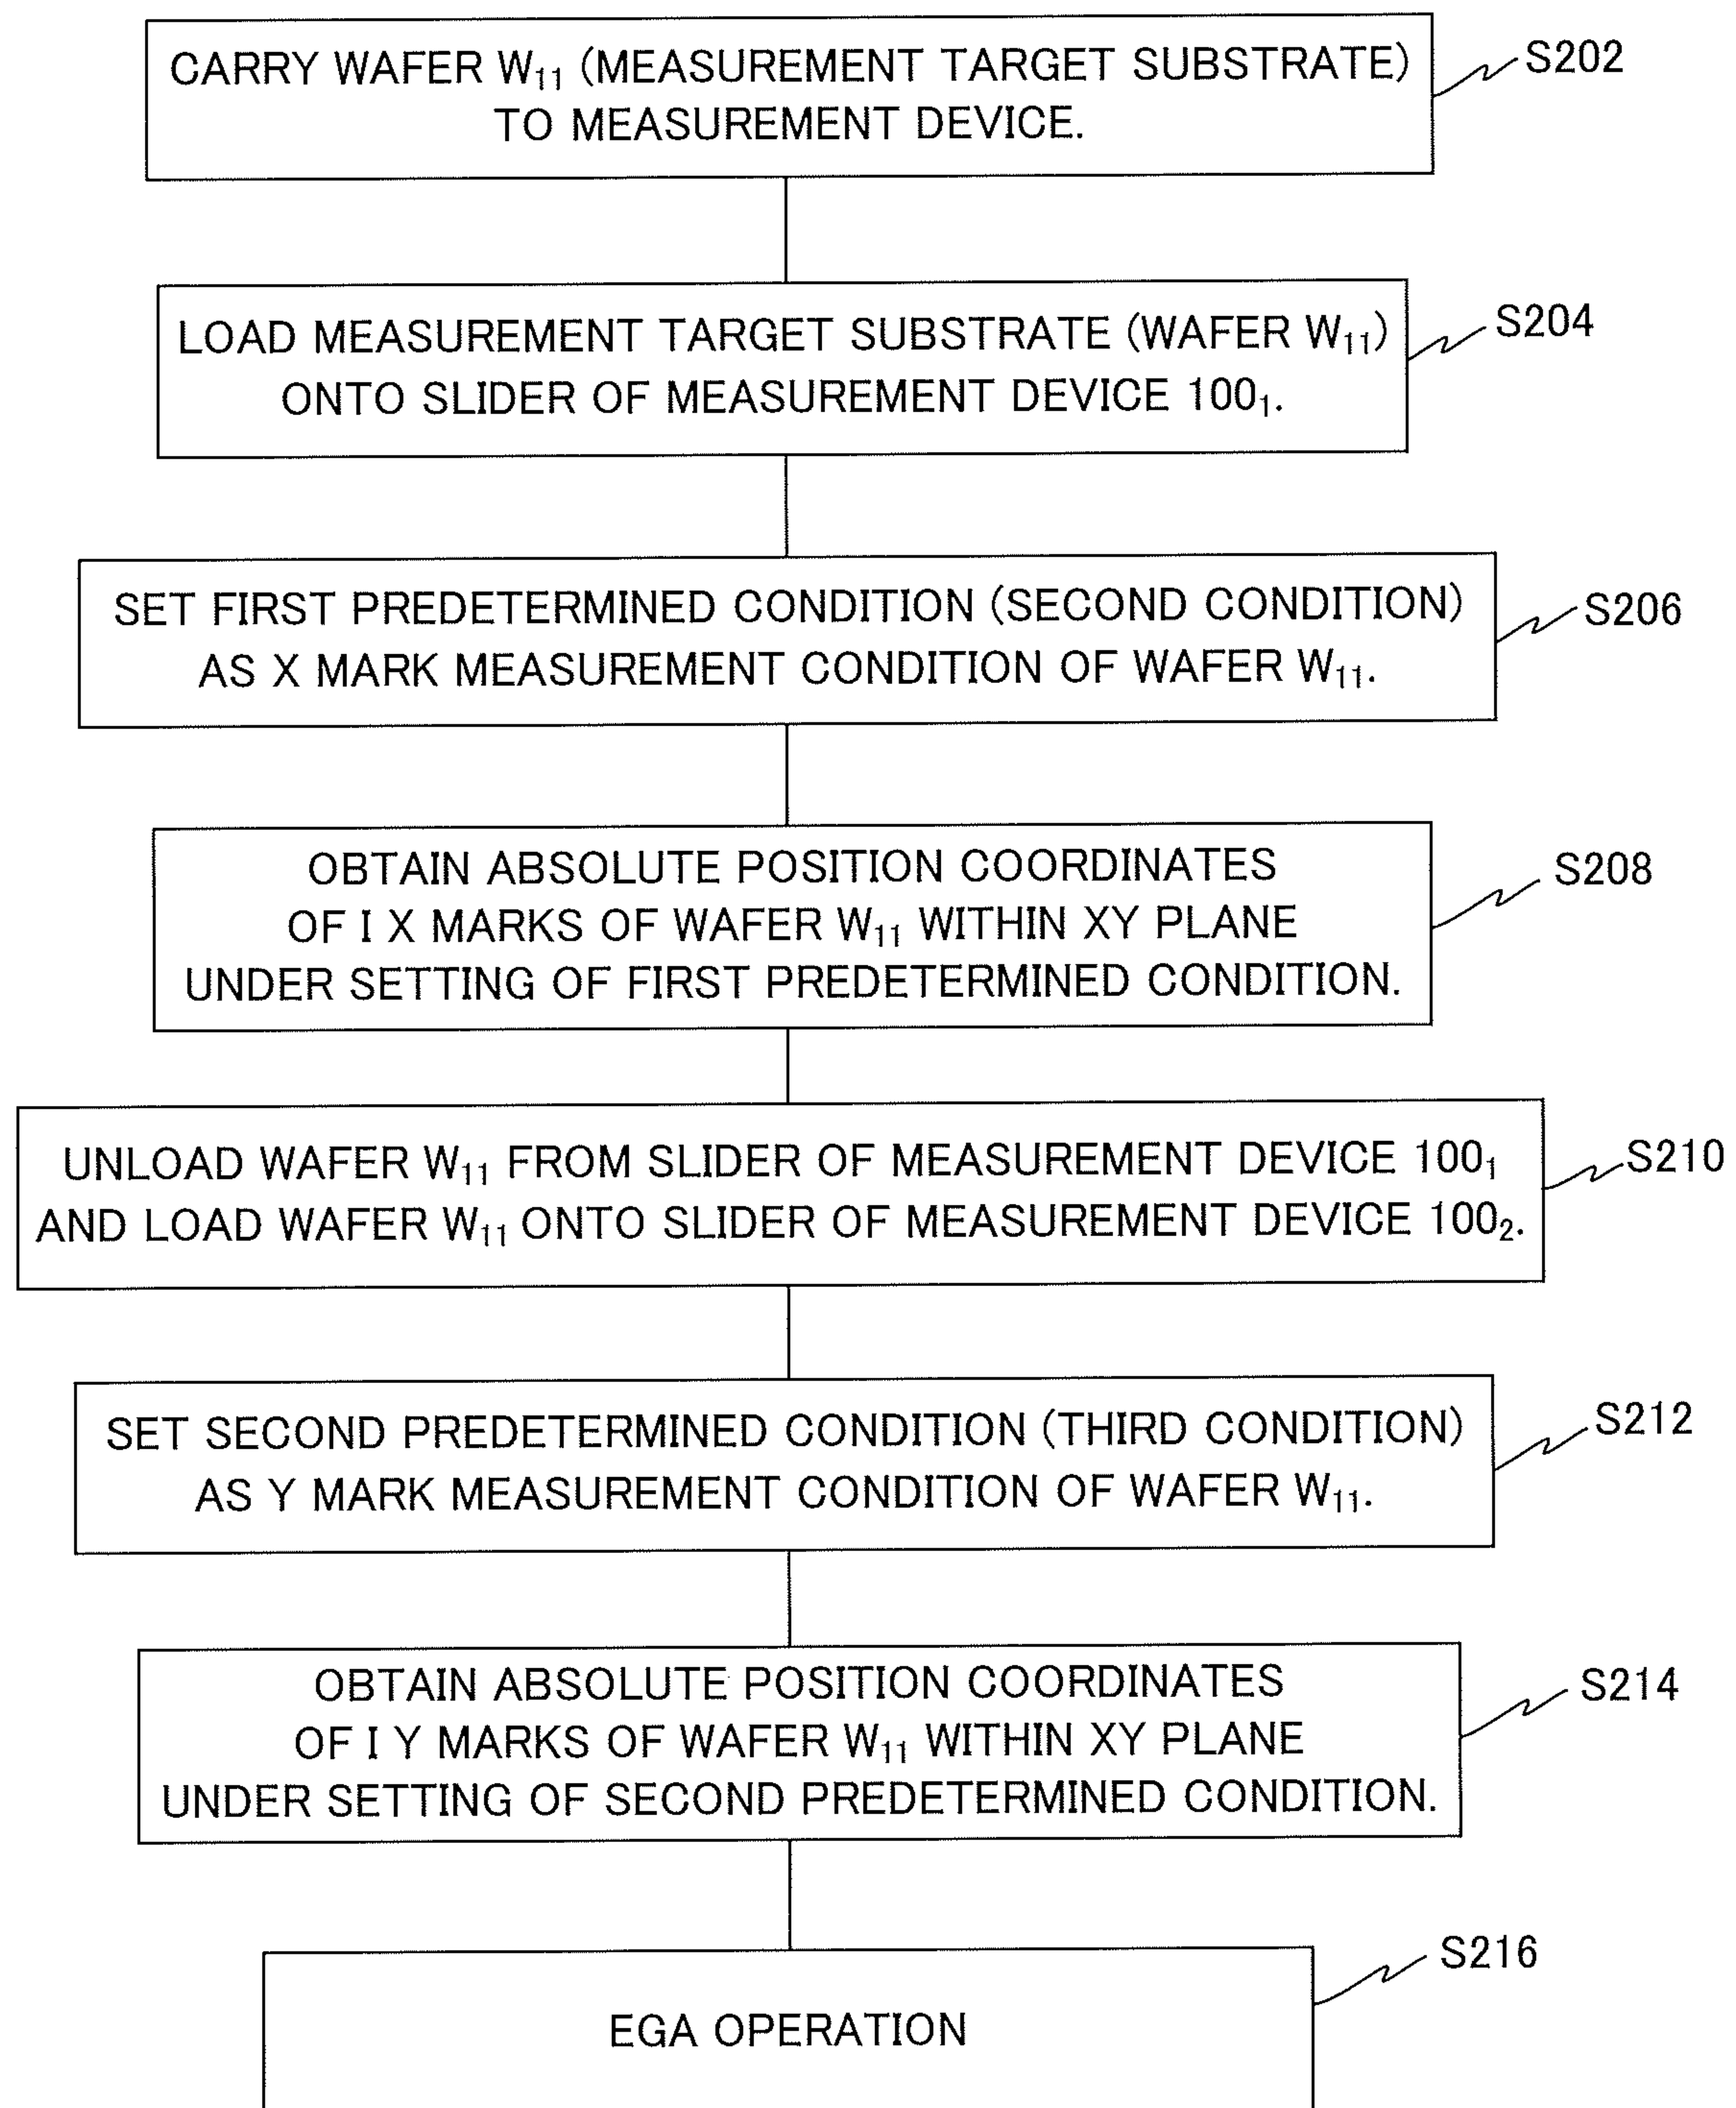 CARRY WAFER W₁₁ (MEASUREMENT TARGET SUBSTRATE)
TO MEASUREMENT DEVICE.
S202
LOAD MEASUREMENT TARGET SUBSTRATE (WAFER W₁₁)
ONTO SLIDER OF MEASUREMENT DEVICE 100₁.
S204
SET FIRST PREDETERMINED CONDITION (SECOND CONDITION)
AS X MARK MEASUREMENT CONDITION OF WAFER W₁₁.
S206
OBTAIN ABSOLUTE POSITION COORDINATES
OF I X MARKS OF WAFER W₁₁ WITHIN XY PLANE
UNDER SETTING OF FIRST PREDETERMINED CONDITION.
S208
UNLOAD WAFER W₁₁ FROM SLIDER OF MEASUREMENT DEVICE 100₁
AND LOAD WAFER W₁₁ ONTO SLIDER OF MEASUREMENT DEVICE 100₂.
S210
SET SECOND PREDETERMINED CONDITION (THIRD CONDITION)
AS Y MARK MEASUREMENT CONDITION OF WAFER W₁₁.
S212
OBTAIN ABSOLUTE POSITION COORDINATES
OF I Y MARKS OF WAFER W₁₁ WITHIN XY PLANE
UNDER SETTING OF SECOND PREDETERMINED CONDITION.
S214
EGA OPERATION
S216